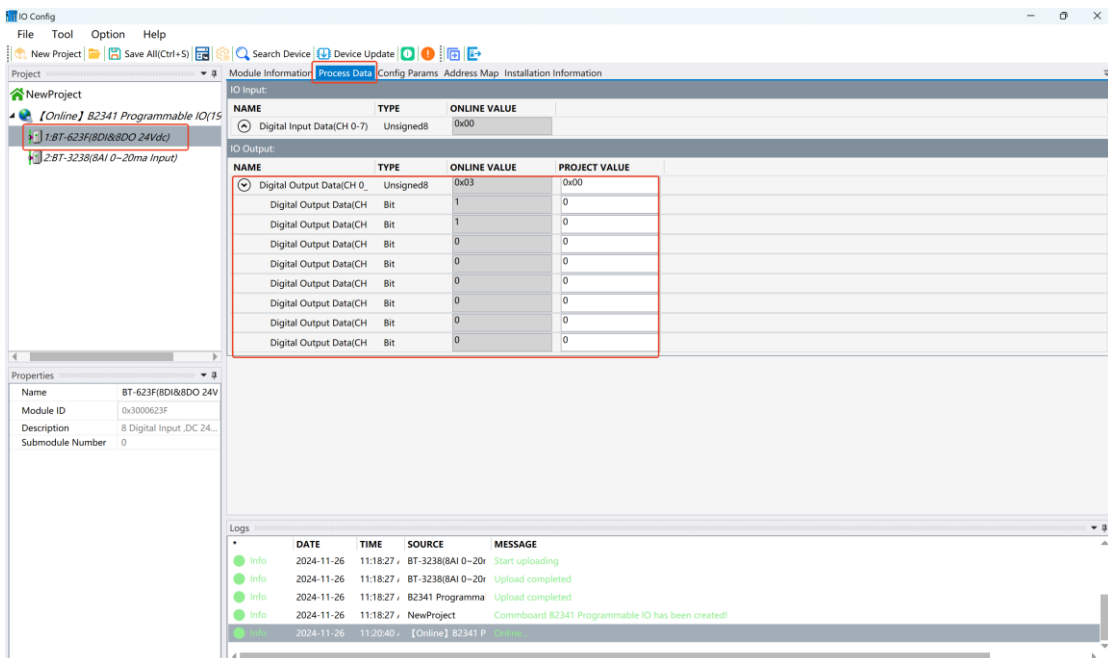 IO Config
File Tool Option Help
New Project Save All(Ctrl+S) Search Device Device Update
Project
Module Information Process Data Config Params Address Map Installation Information
NewProject
【Online】B2341 Programmable IO(19
1:BT-623F(8DI&8DO 24Vdc)
2:BT-3238(8AI 0~20ma Input)
IO Input:
NAME TYPE ONLINE VALUE
Digital Input Data(CH 0-7) Unsigned8 0x00
IO Output:
NAME TYPE ONLINE VALUE PROJECT VALUE
Digital Output Data(CH 0_ Unsigned8 0x03 0x00
Digital Output Data(CH Bit 1 0
Digital Output Data(CH Bit 1 0
Digital Output Data(CH Bit 0 0
Digital Output Data(CH Bit 0 0
Digital Output Data(CH Bit 0 0
Digital Output Data(CH Bit 0 0
Digital Output Data(CH Bit 0 0
Digital Output Data(CH Bit 0 0
Properties
Name BT-623F(8DI&8DO 24V
Module ID 0x3000623F
Description 8 Digital Input ,DC 24...
Submodule Number 0
Logs
* DATE TIME SOURCE MESSAGE
Info 2024-11-26 11:18:27 BT-3238(8AI 0~20r Start uploading
Info 2024-11-26 11:18:27 BT-3238(8AI 0~20r Upload completed
Info 2024-11-26 11:18:27 B2341 Programma Upload completed
Info 2024-11-26 11:18:27 NewProject Commboard B2341 Programmable IO has been created!
Info 2024-11-26 11:20:40 【Online】B2341 P Online...